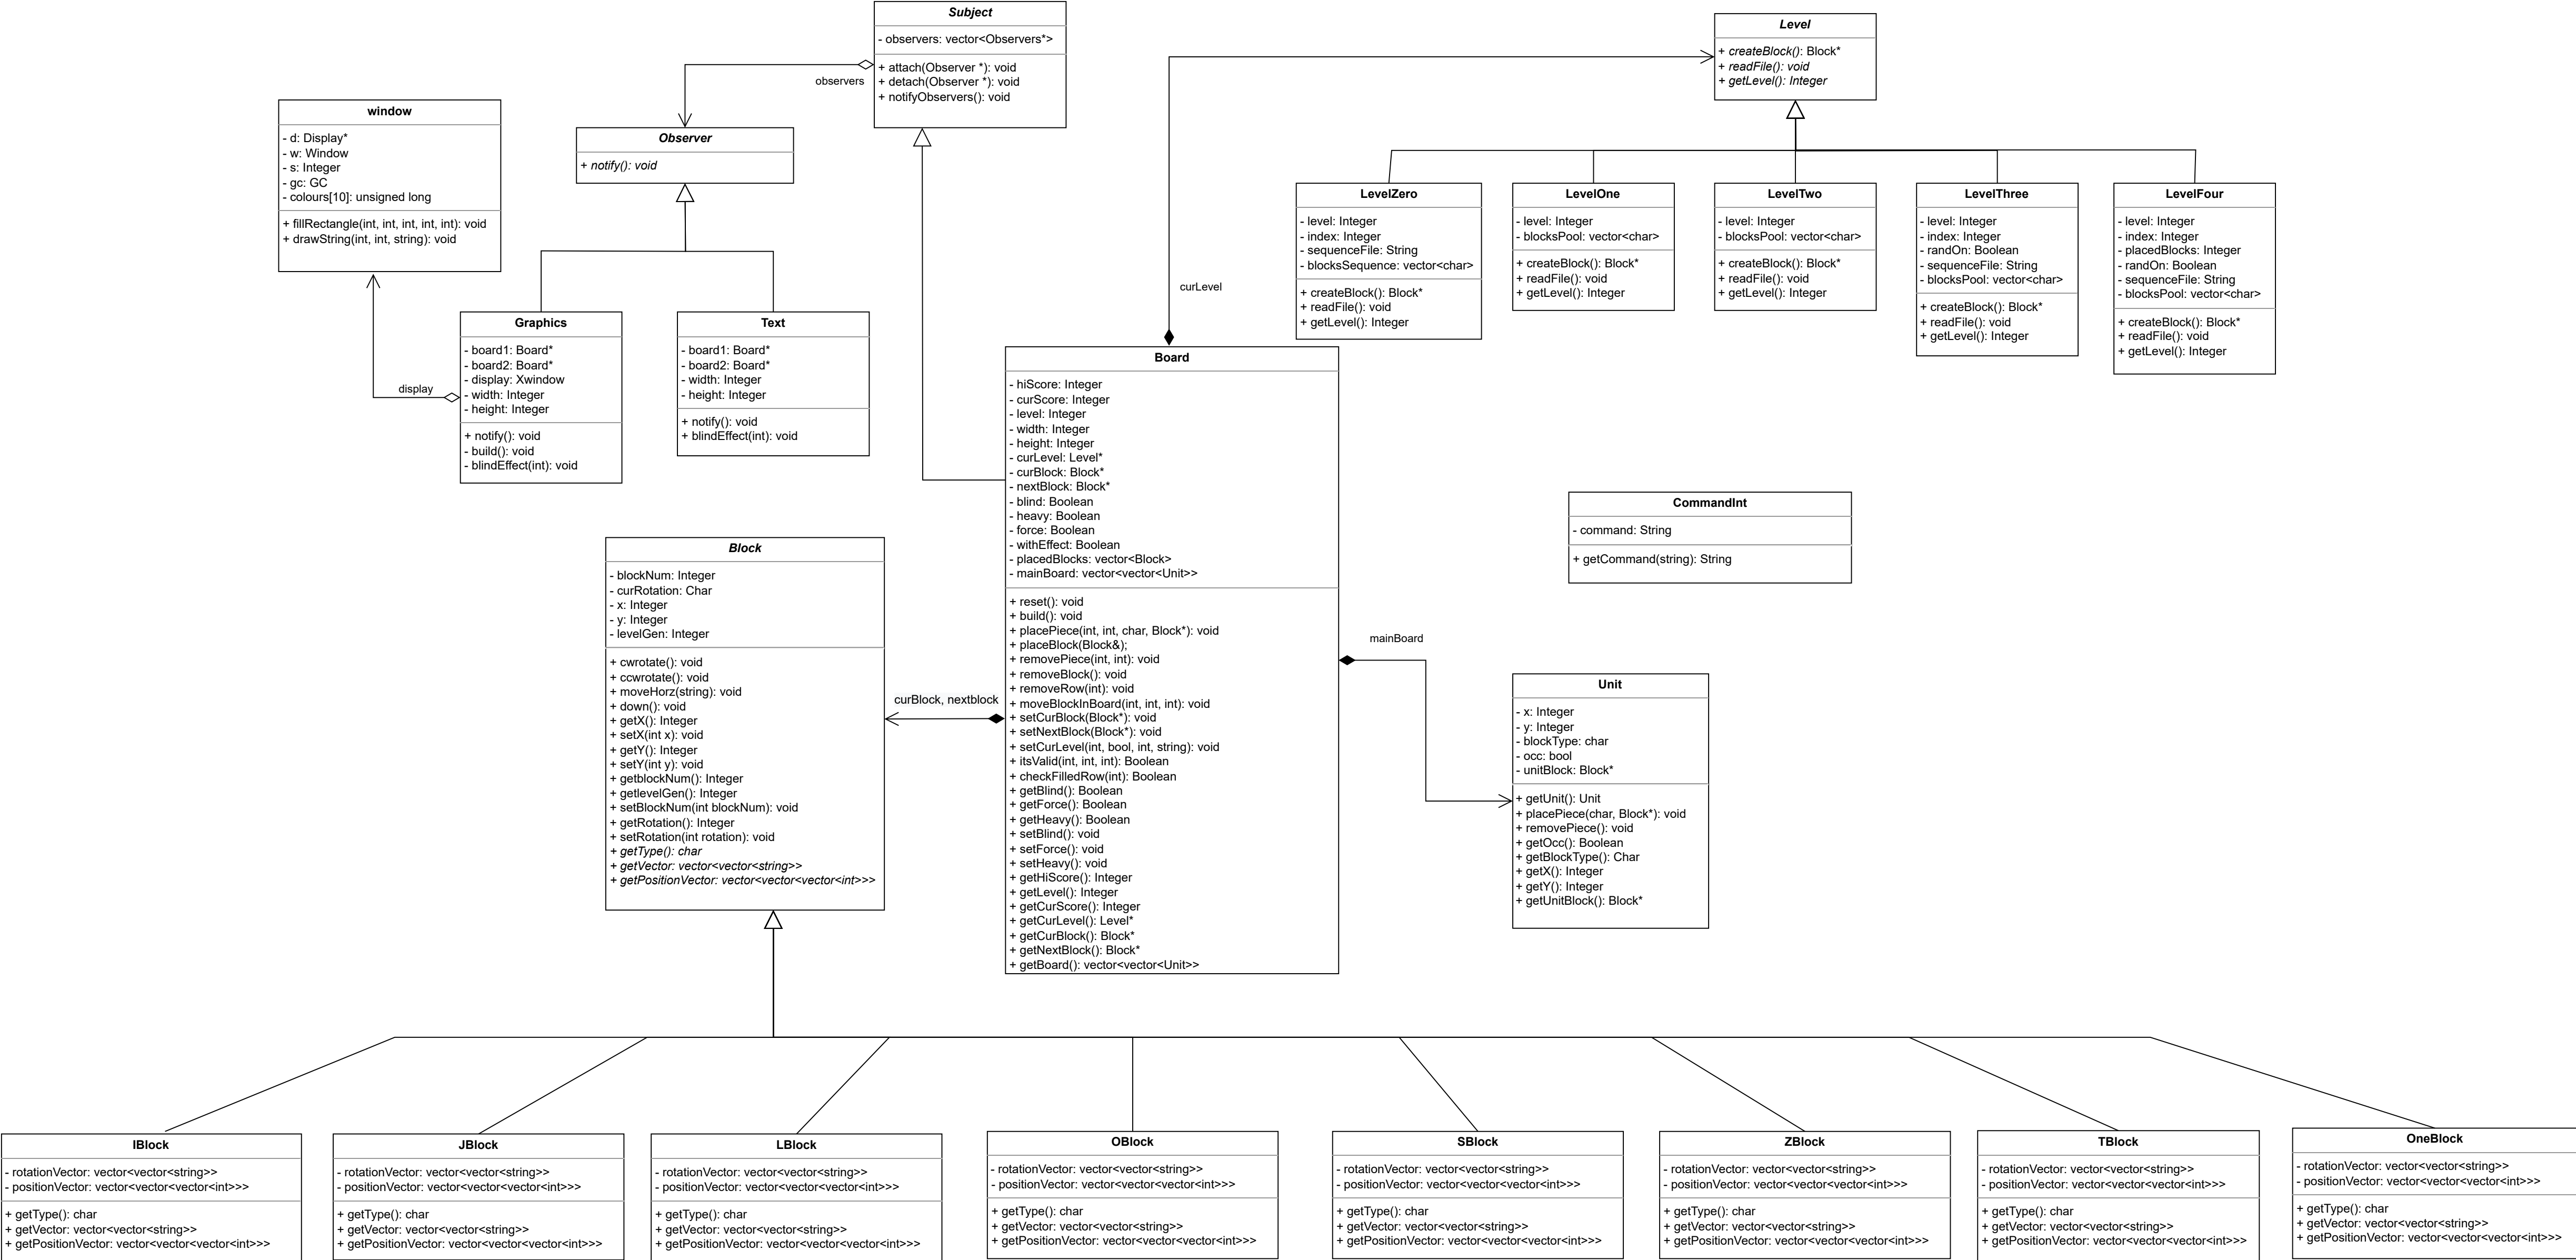 Subject
- observers: vector<Observers*>
+ attach(Observer *): void
+ detach(Observer *): void
+ notifyObservers(): void
observers
Level
+ createBlock(): Block*
+ readFile(): void
+ getLevel(): Integer
window
- d: Display*
- w: Window
- s: Integer
- gc: GC
- colours[10]: unsigned long
+ fillRectangle(int, int, int, int, int): void
+ drawString(int, int, string): void
Observer
+ notify(): void
LevelZero
- level: Integer
- index: Integer
- sequenceFile: String
- blocksSequence: vector<char>
+ createBlock(): Block*
+ readFile(): void
+ getLevel(): Integer
LevelOne
- level: Integer
- blocksPool: vector<char>
+ createBlock(): Block*
+ readFile(): void
+ getLevel(): Integer
LevelTwo
- level: Integer
- blocksPool: vector<char>
+ createBlock(): Block*
+ readFile(): void
+ getLevel(): Integer
LevelThree
- level: Integer
- index: Integer
- randOn: Boolean
- sequenceFile: String
- blocksPool: vector<char>
+ createBlock(): Block*
+ readFile(): void
+ getLevel(): Integer
LevelFour
- level: Integer
- index: Integer
- placedBlocks: Integer
- randOn: Boolean
- sequenceFile: String
- blocksPool: vector<char>
+ createBlock(): Block*
+ readFile(): void
+ getLevel(): Integer
curLevel
display
Graphics
- board1: Board*
- board2: Board*
- display: Xwindow
- width: Integer
- height: Integer
+ notify(): void
- build(): void
- blindEffect(int): void
Text
- board1: Board*
- board2: Board*
- width: Integer
- height: Integer
+ notify(): void
+ blindEffect(int): void
Board
- hiScore: Integer
- curScore: Integer
- level: Integer
- width: Integer
- height: Integer
- curLevel: Level*
- curBlock: Block*
- nextBlock: Block*
- blind: Boolean
- heavy: Boolean
- force: Boolean
- withEffect: Boolean
- placedBlocks: vector<Block>
- mainBoard: vector<vector<Unit>>
+ reset(): void
+ build(): void
+ placePiece(int, int, char, Block*): void
+ placeBlock(Block&);
+ removePiece(int, int): void
+ removeBlock(): void
+ removeRow(int): void
+ moveBlockInBoard(int, int, int): void
+ setCurBlock(Block*): void
+ setNextBlock(Block*): void
+ setCurLevel(int, bool, int, string): void
+ itsValid(int, int, int): Boolean
+ checkFilledRow(int): Boolean
+ getBlind(): Boolean
+ getForce(): Boolean
+ getHeavy(): Boolean
+ setBlind(): void
+ setForce(): void
+ setHeavy(): void
+ getHiScore(): Integer
+ getLevel(): Integer
+ getCurScore(): Integer
+ getCurLevel(): Level*
+ getCurBlock(): Block*
+ getNextBlock(): Block*
+ getBoard(): vector<vector<Unit>>
CommandInt
- command: String
+ getCommand(string): String
Block
- blockNum: Integer
- curRotation: Char
- x: Integer
- y: Integer
- levelGen: Integer
+ cwrotate(): void
+ ccwrotate(): void
+ moveHorz(string): void
+ down(): void
+ getX(): Integer
+ setX(int x): void
+ getY(): Integer
+ setY(int y): void
+ getblockNum(): Integer
+ getlevelGen(): Integer
+ setBlockNum(int blockNum): void
+ getRotation(): Integer
+ setRotation(int rotation): void
+ getType(): char
+ getVector: vector<vector<string>>
+ getPositionVector: vector<vector<vector<int>>>
curBlock, nextblock
mainBoard
Unit
- x: Integer
- y: Integer
- blockType: char
- occ: bool
- unitBlock: Block*
+ getUnit(): Unit
+ placePiece(char, Block*): void
+ removePiece(): void
+ getOcc(): Boolean
+ getBlockType(): Char
+ getX(): Integer
+ getY(): Integer
+ getUnitBlock(): Block*
IBlock
- rotationVector: vector<vector<string>>
- positionVector: vector<vector<vector<int>>>
+ getType(): char
+ getVector: vector<vector<string>>
+ getPositionVector: vector<vector<vector<int>>>
JBlock
- rotationVector: vector<vector<string>>
- positionVector: vector<vector<vector<int>>>
+ getType(): char
+ getVector: vector<vector<string>>
+ getPositionVector: vector<vector<vector<int>>>
LBlock
- rotationVector: vector<vector<string>>
- positionVector: vector<vector<vector<int>>>
+ getType(): char
+ getVector: vector<vector<string>>
+ getPositionVector: vector<vector<vector<int>>>
OBlock
- rotationVector: vector<vector<string>>
- positionVector: vector<vector<vector<int>>>
+ getType(): char
+ getVector: vector<vector<string>>
+ getPositionVector: vector<vector<vector<int>>>
SBlock
- rotationVector: vector<vector<string>>
- positionVector: vector<vector<vector<int>>>
+ getType(): char
+ getVector: vector<vector<string>>
+ getPositionVector: vector<vector<vector<int>>>
ZBlock
- rotationVector: vector<vector<string>>
- positionVector: vector<vector<vector<int>>>
+ getType(): char
+ getVector: vector<vector<string>>
+ getPositionVector: vector<vector<vector<int>>>
TBlock
- rotationVector: vector<vector<string>>
- positionVector: vector<vector<vector<int>>>
+ getType(): char
+ getVector: vector<vector<string>>
+ getPositionVector: vector<vector<vector<int>>>
OneBlock
- rotationVector: vector<vector<string>>
- positionVector: vector<vector<vector<int>>>
+ getType(): char
+ getVector: vector<vector<string>>
+ getPositionVector: vector<vector<vector<int>>>